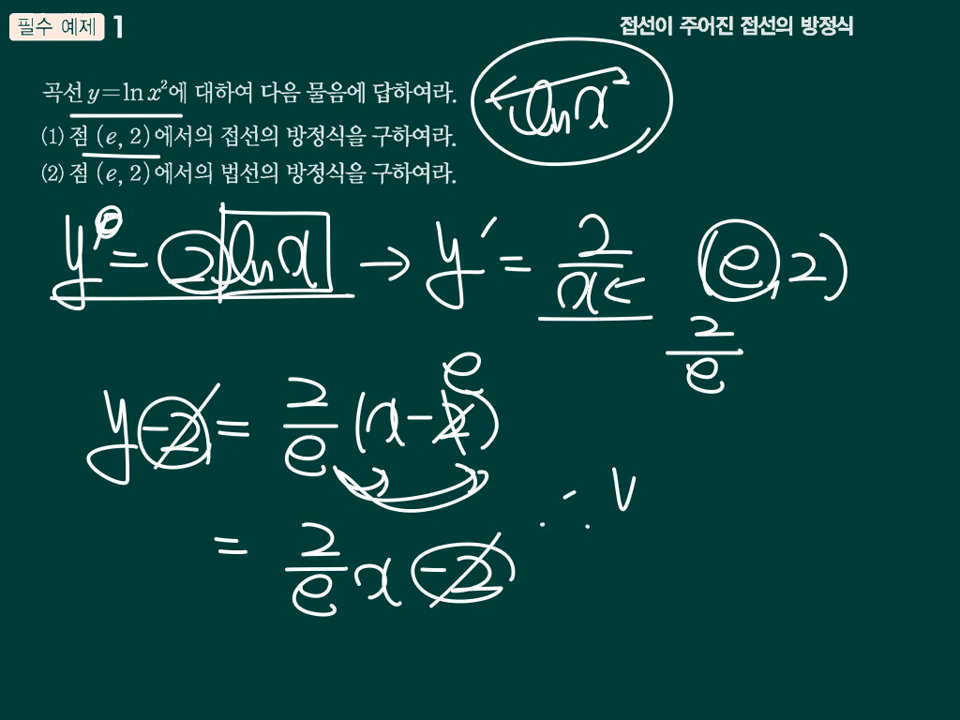 필수 예제 1
접선이 주어진 접선의 방정식
곡선 y=ln x²에 대하여 다음 물음에 답하여라.
ln x²
(1) 점 (e, 2)에서의 접선의 방정식을 구하여라.
(2) 점 (e, 2)에서의 법선의 방정식을 구하여라.
y = 2 ln x → y′ = 2/x (e, 2)
2/e
y-2 = 2/e (x-e)
= 2/e x -2
∴ y